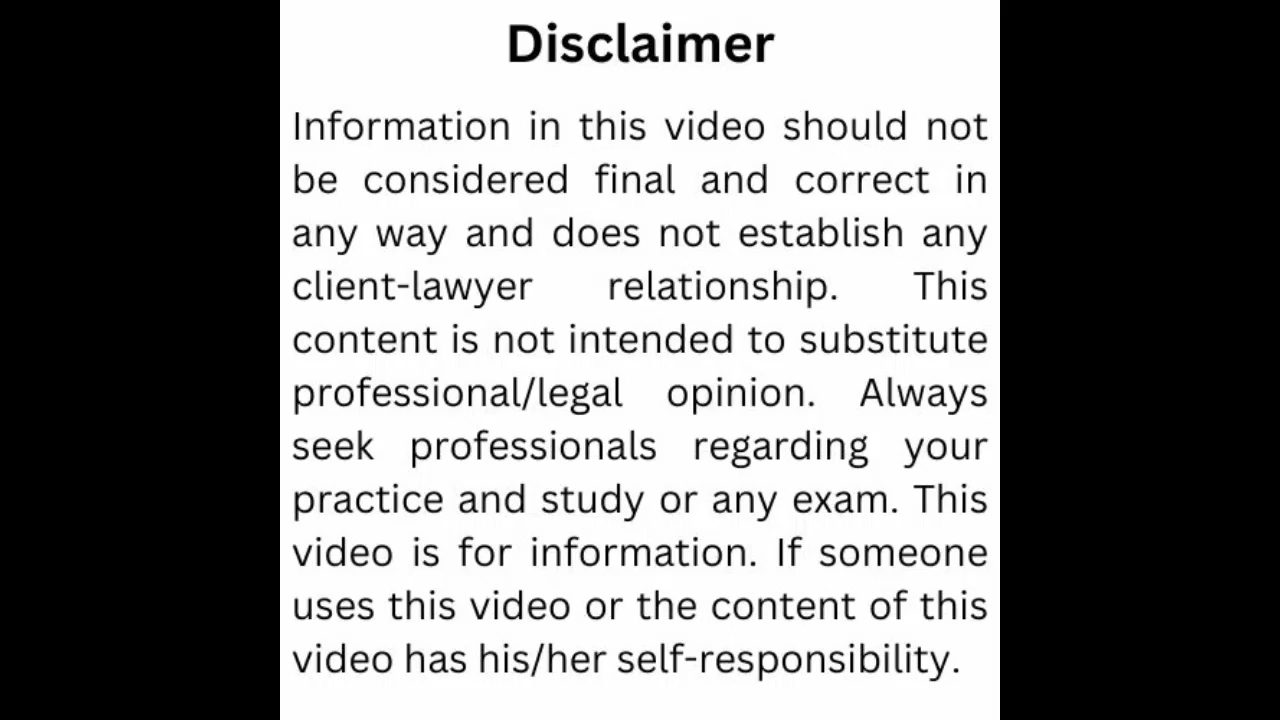 Disclaimer
Information in this video should not
be considered final and correct in
any way and does not establish any
client-lawyer relationship. This
content is not intended to substitute
professional/legal opinion. Always
seek professionals regarding your
practice and study or any exam. This
video is for information. If someone
uses this video or the content of this
video has his/her self-responsibility.